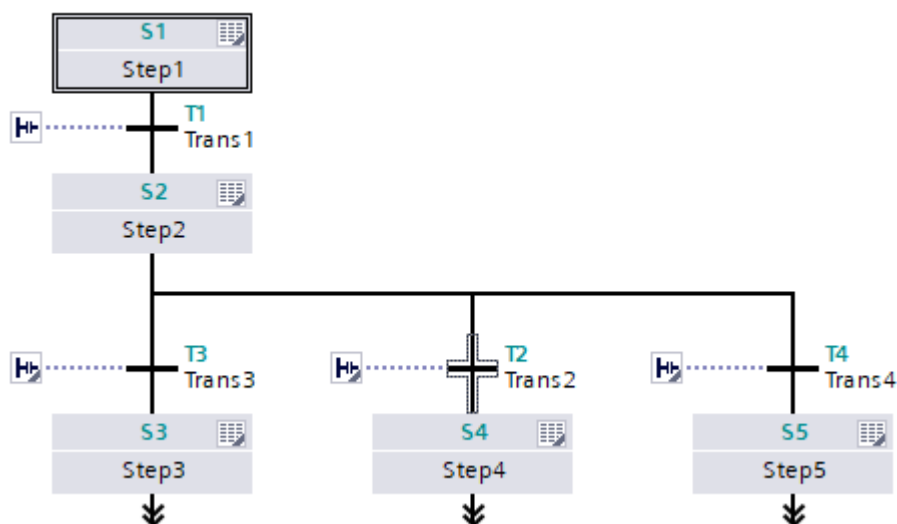 S1
Step1
T1
Trans1
S2
Step2
T3
Trans3
T2
Trans2
T4
Trans4
S3
Step3
S4
Step4
S5
Step5